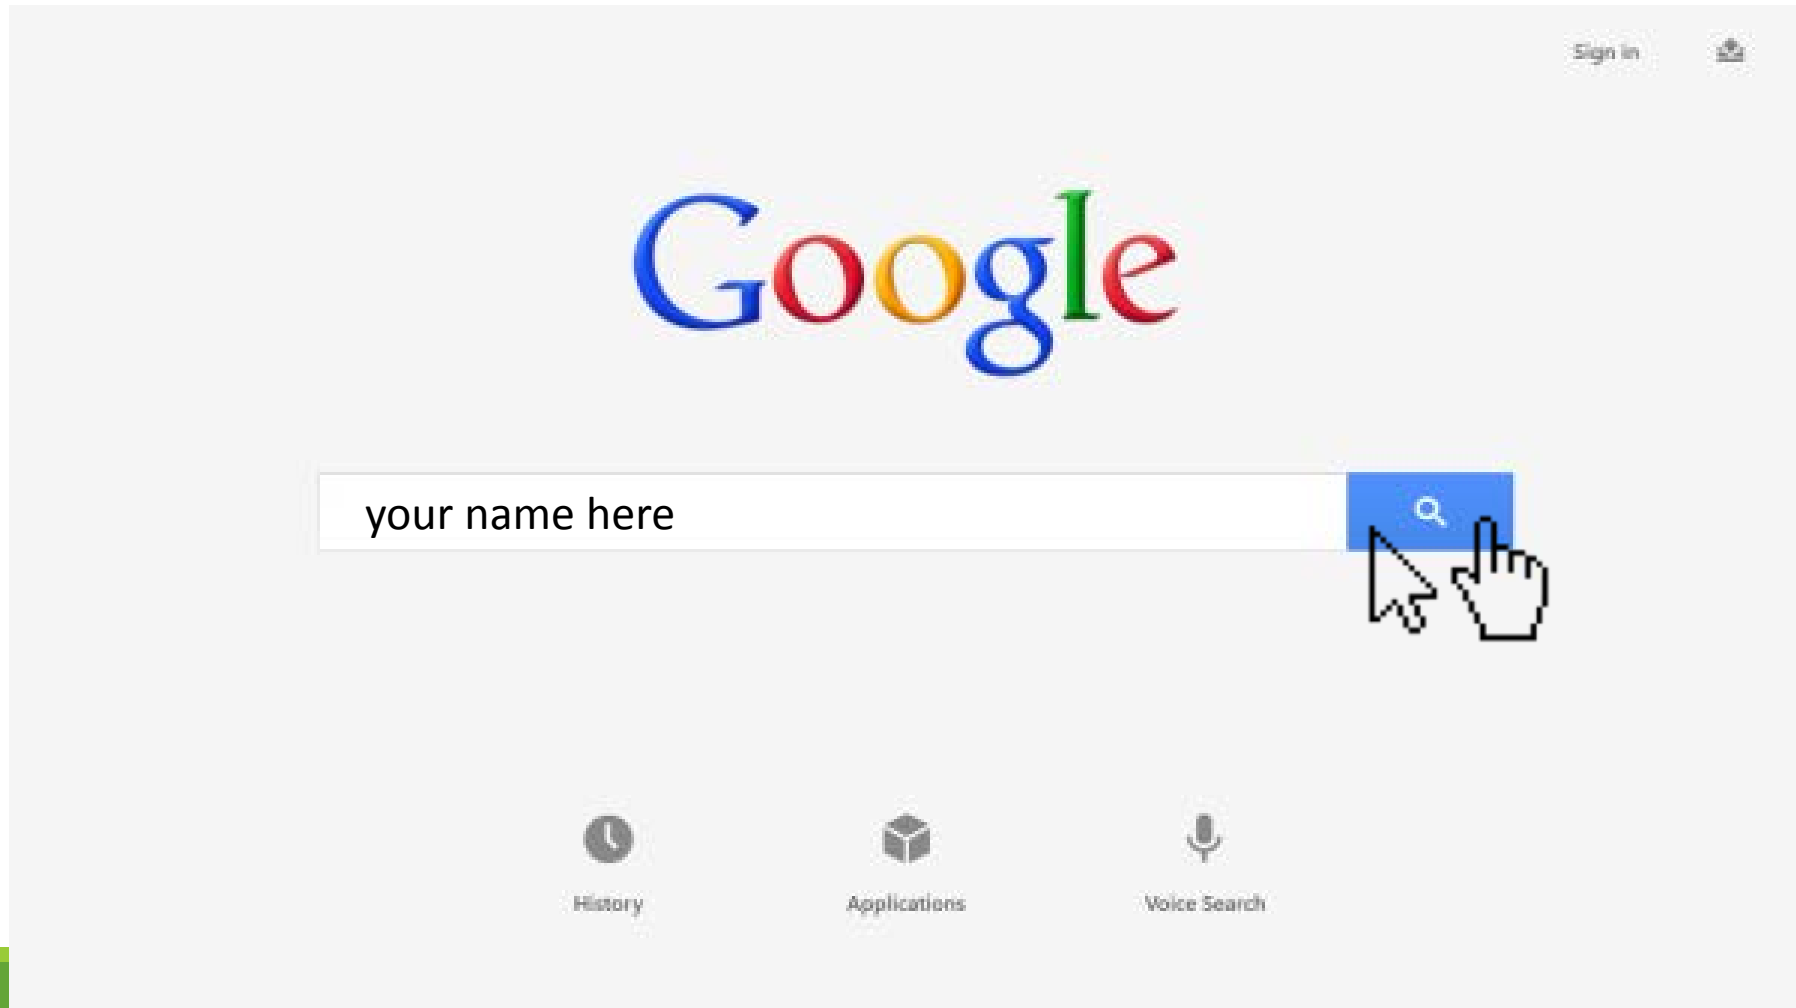 Sign in
Google
your name here
History
Applications
Voice Search